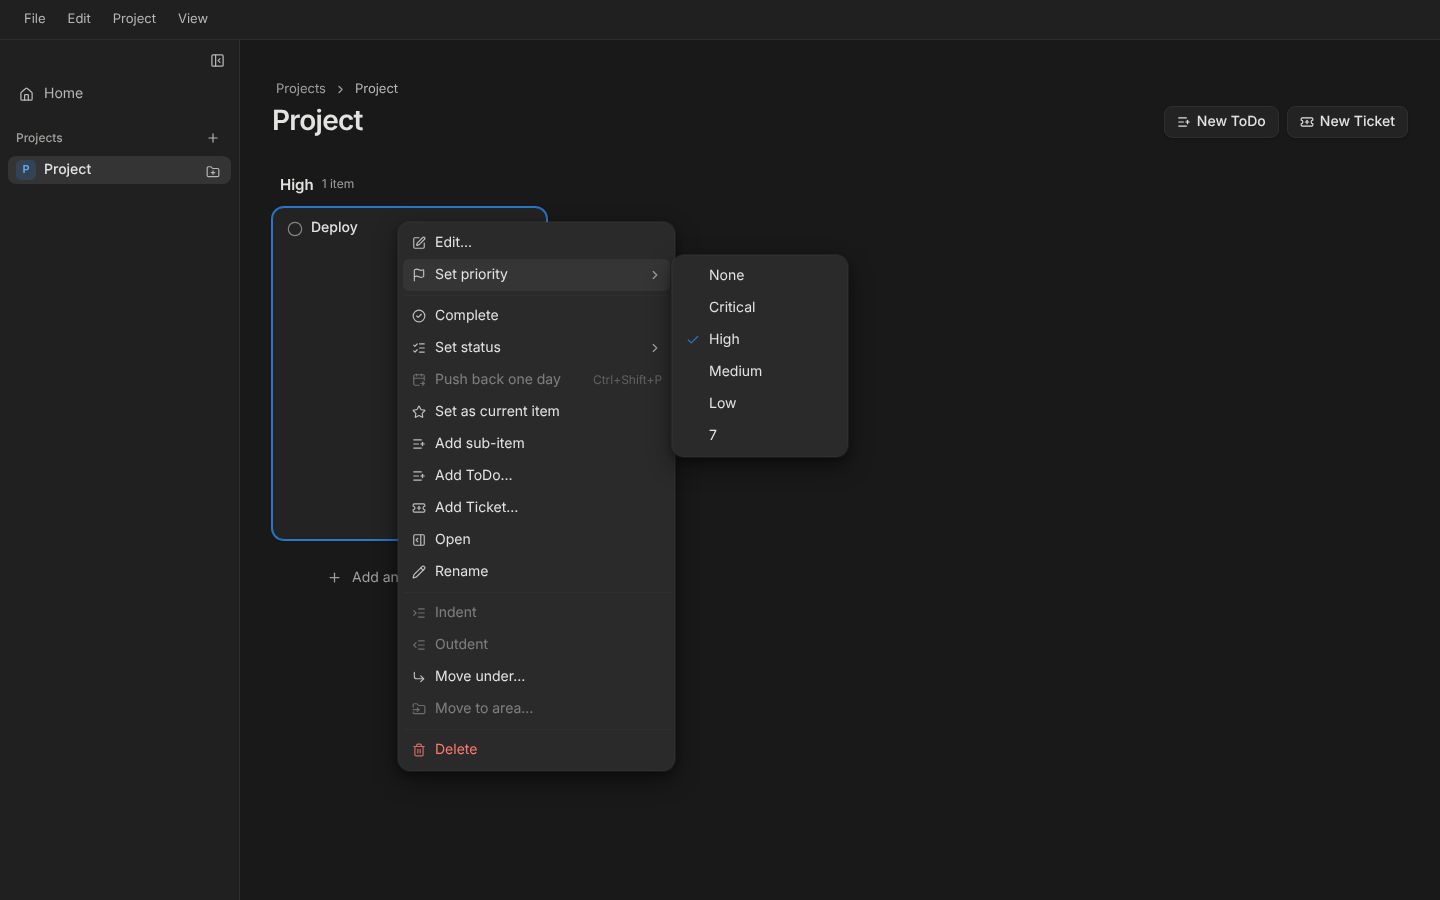 File Edit Project View
Home
Projects
P Project
Projects > Project
Project
New ToDo New Ticket
High 1 item
Deploy
Add an
Edit...
Set priority
Complete
Set status
Push back one day Ctrl+Shift+P
Set as current item
Add sub-item
Add ToDo...
Add Ticket...
Open
Rename
Indent
Outdent
Move under...
Move to area...
Delete
None
Critical
High
Medium
Low
7